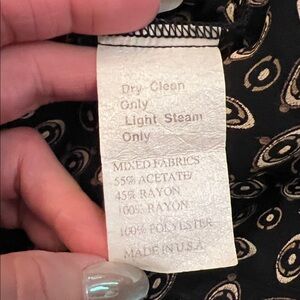 Dry Clean
Only
Light Steam
Only
MIXED FABRICS
55% ACETATE/
45% RAYON
100% RAYON
100% POLYESTER
MADE IN U.S.A.